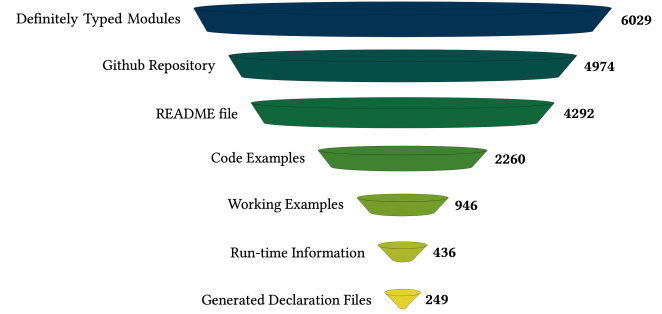 Definitely Typed Modules 6029
Github Repository 4974
README file 4292
Code Examples 2260
Working Examples 946
Run-time Information 436
Generated Declaration Files 249